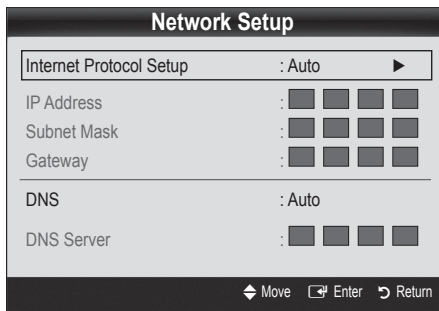 Network Setup
Internet Protocol Setup : Auto ▶
IP Address :
Subnet Mask :
Gateway :
DNS : Auto
DNS Server :
Move Enter Return